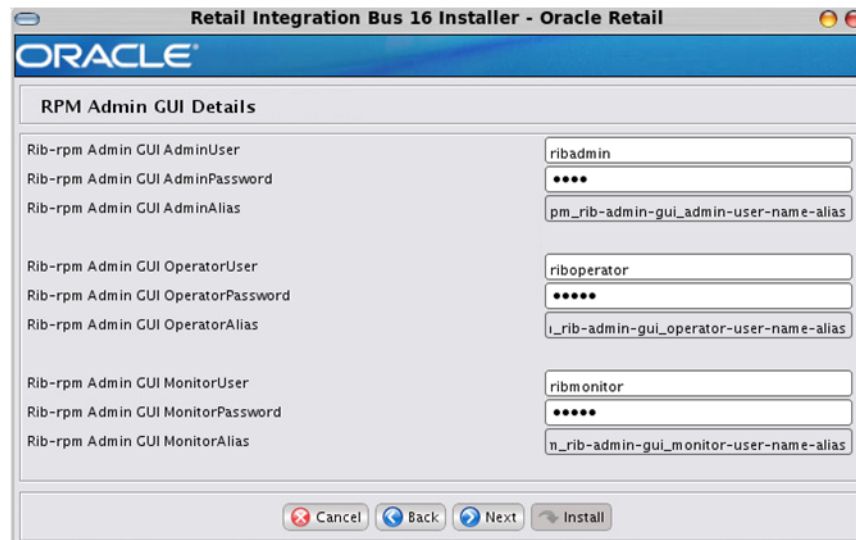 Retail Integration Bus 16 Installer - Oracle Retail
ORACLE
RPM Admin GUI Details
Rib-rpm Admin GUI AdminUser ribadmin
Rib-rpm Admin GUI AdminPassword ••••
Rib-rpm Admin GUI AdminAlias pm_rib-admin-gui_admin-user-name-alias
Rib-rpm Admin GUI OperatorUser riboperator
Rib-rpm Admin GUI OperatorPassword •••••
Rib-rpm Admin GUI OperatorAlias _rib-admin-gui_operator-user-name-alias
Rib-rpm Admin GUI MonitorUser ribmonitor
Rib-rpm Admin GUI MonitorPassword •••••
Rib-rpm Admin GUI MonitorAlias _rib-admin-gui_monitor-user-name-alias
Cancel Back Next Install